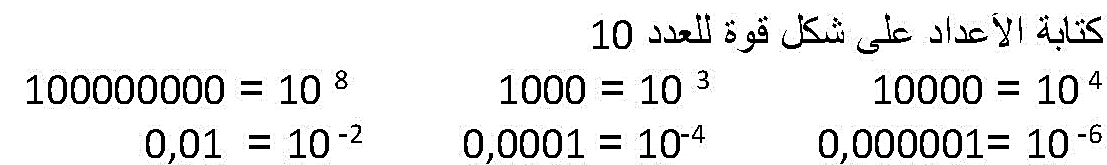 كتابة الأعداد على شكل قوة للعدد 10
100000000 = 10 ⁸ 1000 = 10 ³ 10000 = 10 ⁴
0,01 = 10 ⁻² 0,0001 = 10⁻⁴ 0,000001= 10 ⁻⁶